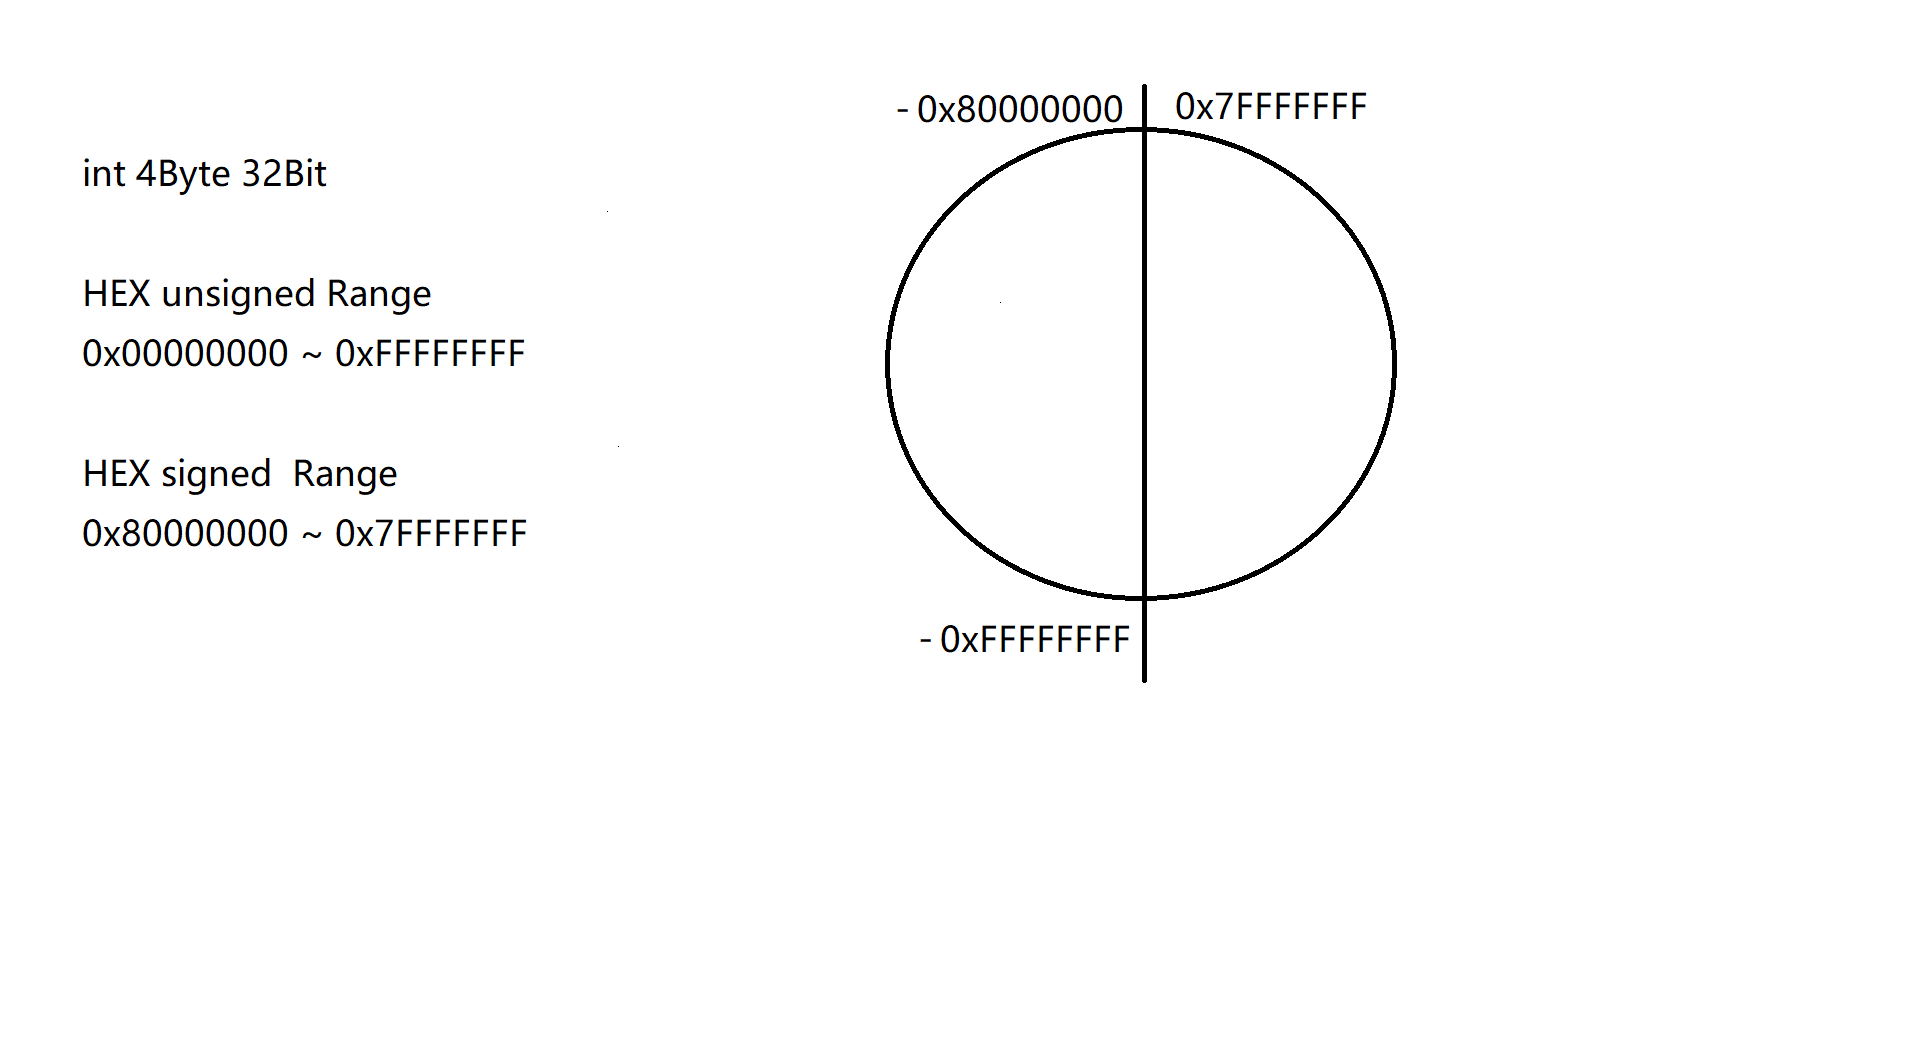 int 4Byte 32Bit
HEX unsigned Range
0x00000000 ~ 0xFFFFFFFF
HEX signed  Range
0x80000000 ~ 0x7FFFFFFF
- 0x80000000
0x7FFFFFFF
- 0xFFFFFFFF